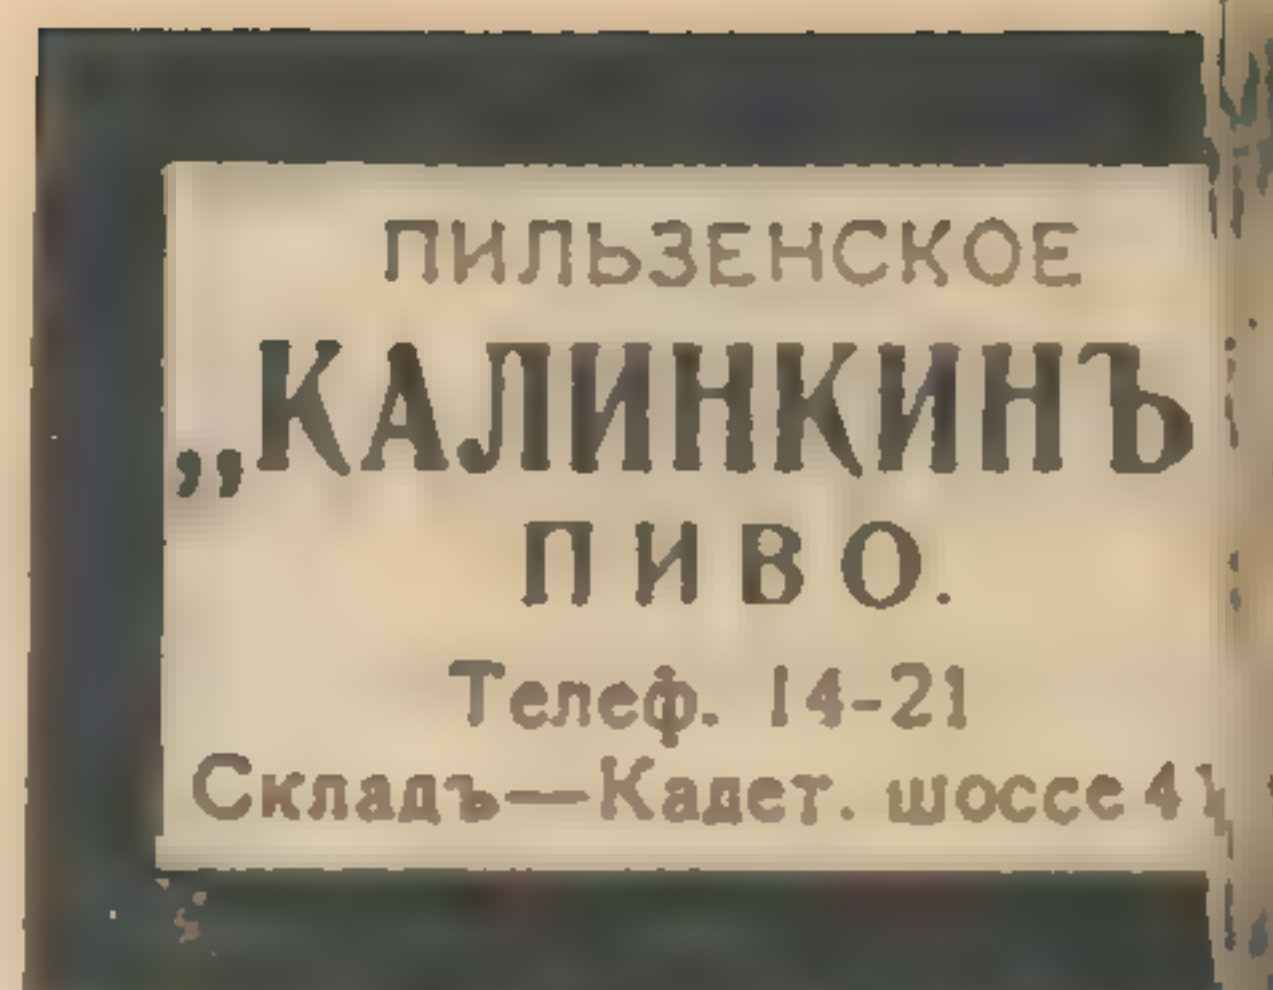 ПИЛЬЗЕНСКОЕ
„КАЛИНКИНЪ
ПИВО.
Телеф. 14-21
Складъ—Кадет. шоссе